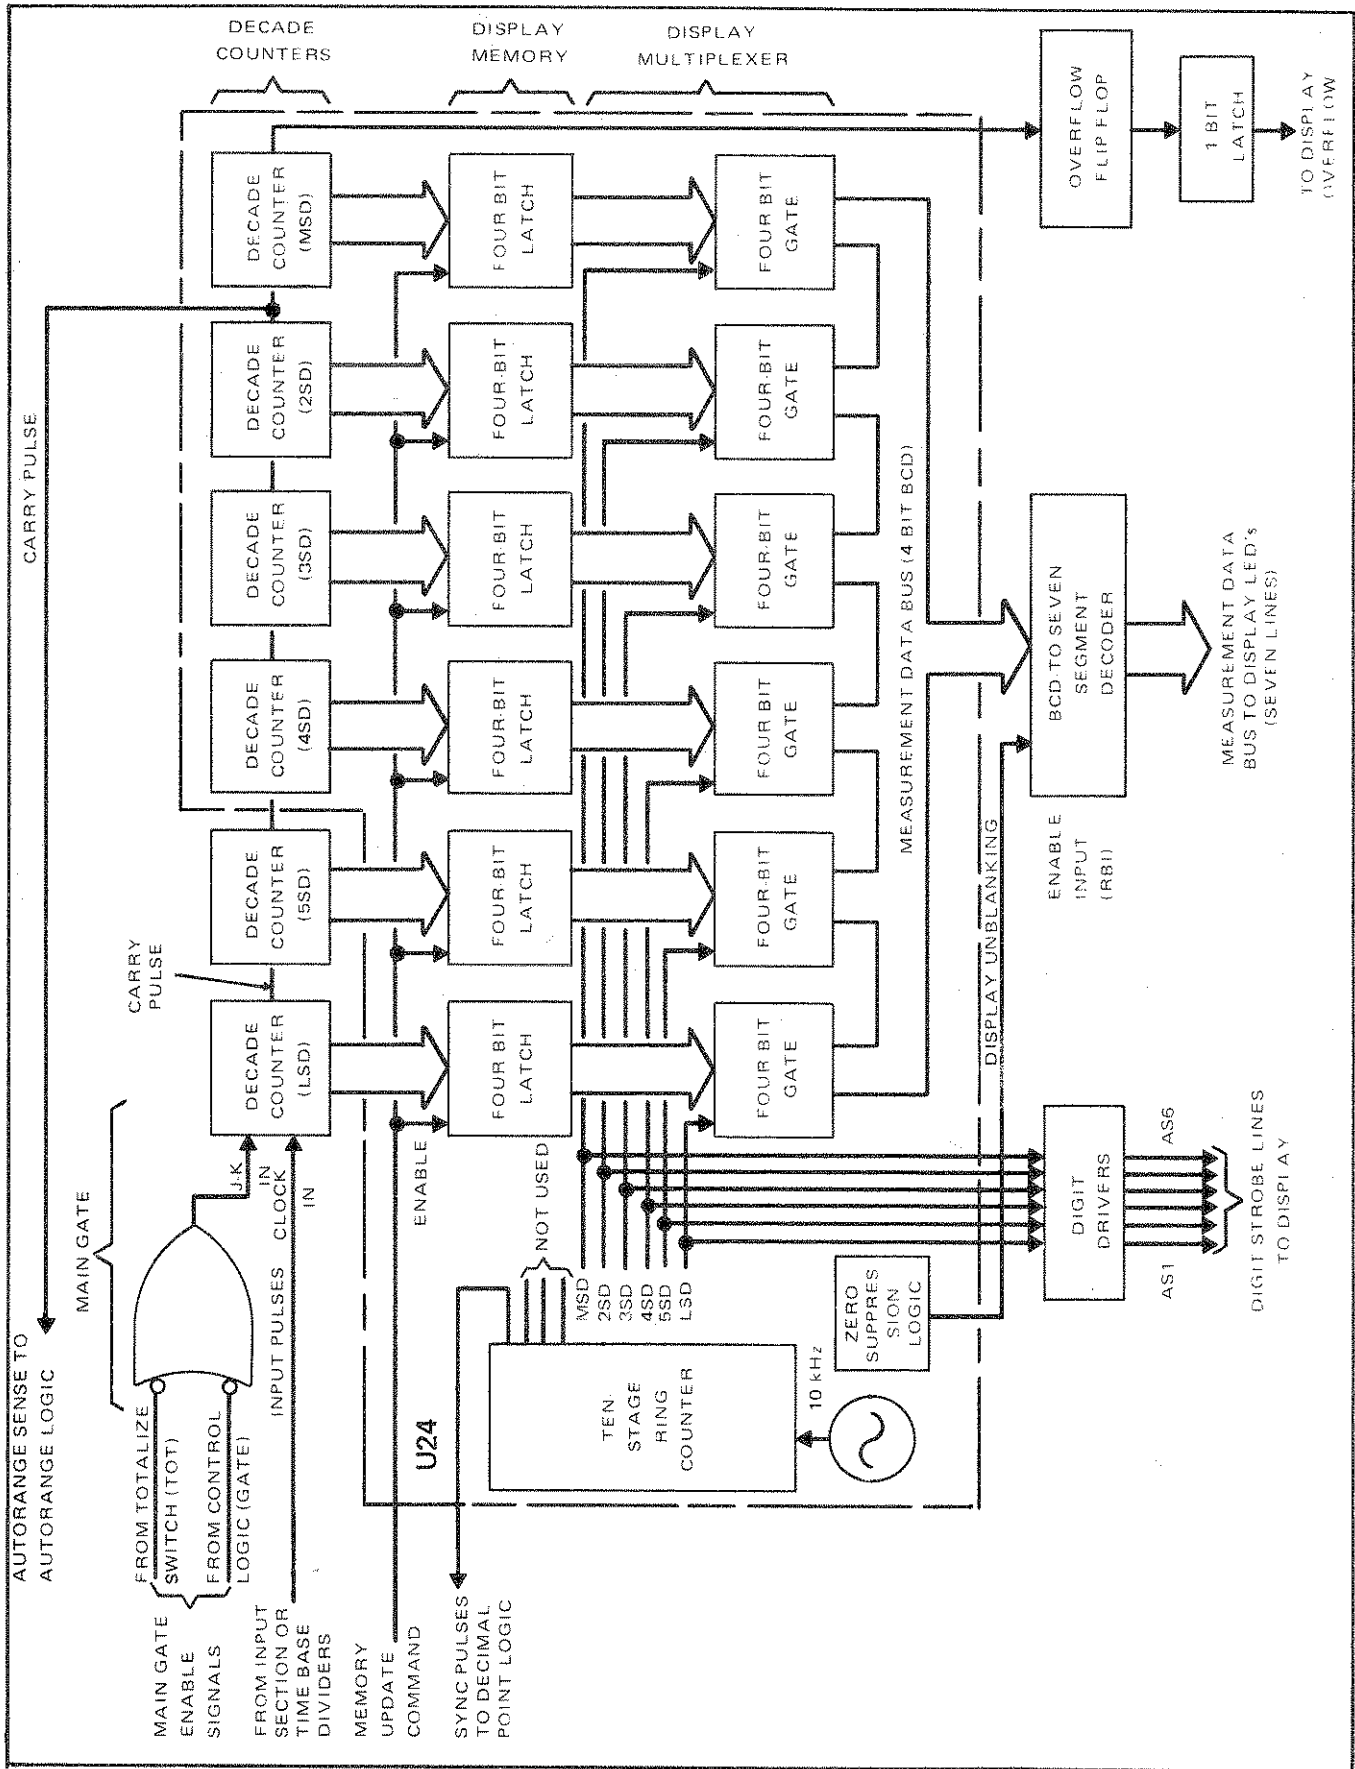 DECADE
COUNTERS
DISPLAY
MEMORY
DISPLAY
MULTIPLEXER
CARRY PULSE
DECADE
COUNTER
(MSD)
FOUR BIT
LATCH
FOUR BIT
GATE
OVERFLOW
FLIP FLOP
1 BIT
LATCH
TO DISPLAY
(OVERFLOW
DECADE
COUNTER
(2SD)
FOUR-BIT
LATCH
FOUR-BIT
GATE
DECADE
COUNTER
(3SD)
FOUR-BIT
LATCH
FOUR-BIT
GATE
DECADE
COUNTER
(4SD)
FOUR-BIT
LATCH
FOUR BIT
GATE
DECADE
COUNTER
(5SD)
FOUR-BIT
LATCH
FOUR-BIT
GATE
CARRY
PULSE
DECADE
COUNTER
(LSD)
FOUR BIT
LATCH
FOUR BIT
GATE
MEASUREMENT DATA BUS (4 BIT BCD)
BCD-TO SEVEN
SEGMENT
DECODER
MEASUREMENT DATA
BUS TO DISPLAY LED's
(SEVEN LINES)
DISPLAY UNBLANKING
ENABLE
INPUT
(RBI)
MAIN GATE
J-K
IN
INPUT PULSES CLOCK
IN
ENABLE
NOT USED
MSD
2SD
3SD
4SD
5SD
LSD
U24
TEN-
STAGE
RING
COUNTER
10 kHz
ZERO
SUPPRES
SION
LOGIC
DIGIT
DRIVERS
AS1
AS6
DIGIT STROBE LINES
TO DISPLAY
AUTORANGE SENSE TO
AUTORANGE LOGIC
FROM TOTALIZE
SWITCH (TOT)
FROM CONTROL
LOGIC (GATE)
MAIN GATE
ENABLE
SIGNALS
FROM INPUT
SECTION OR
TIME BASE
DIVIDERS
MEMORY
UPDATE
COMMAND
SYNC PULSES
TO DECIMAL
POINT LOGIC